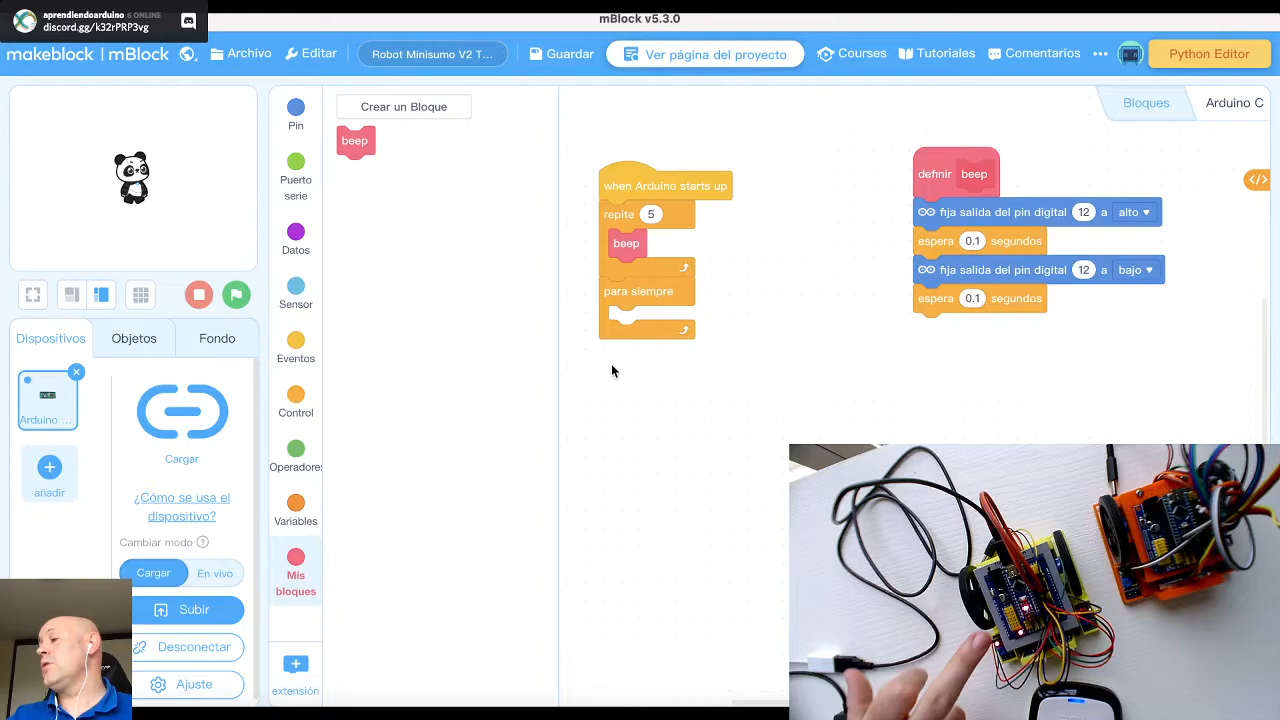 aprendiendoarduino 6 ONLINE
discord.gg/k32rPRP3vg
mBlock v5.3.0
makeblock | mBlock
Archivo
Editar
Robot Minisumo V2 T...
Guardar
Ver página del proyecto
Courses
Tutoriales
Comentarios
Python Editor
Bloques
Arduino C
Pin
Puerto
serie
Datos
Sensor
Eventos
Control
Operadores
Variables
Mis
bloques
extensión
Crear un Bloque
beep
when Arduino starts up
repite 5
beep
para siempre
definir beep
fija salida del pin digital 12 a alto
espera 0.1 segundos
fija salida del pin digital 12 a bajo
espera 0.1 segundos
Dispositivos
Objetos
Fondo
Arduino ...
añadir
Cargar
¿Cómo se usa el
dispositivo?
Cambiar modo
Cargar
En vivo
Subir
Desconectar
Ajuste